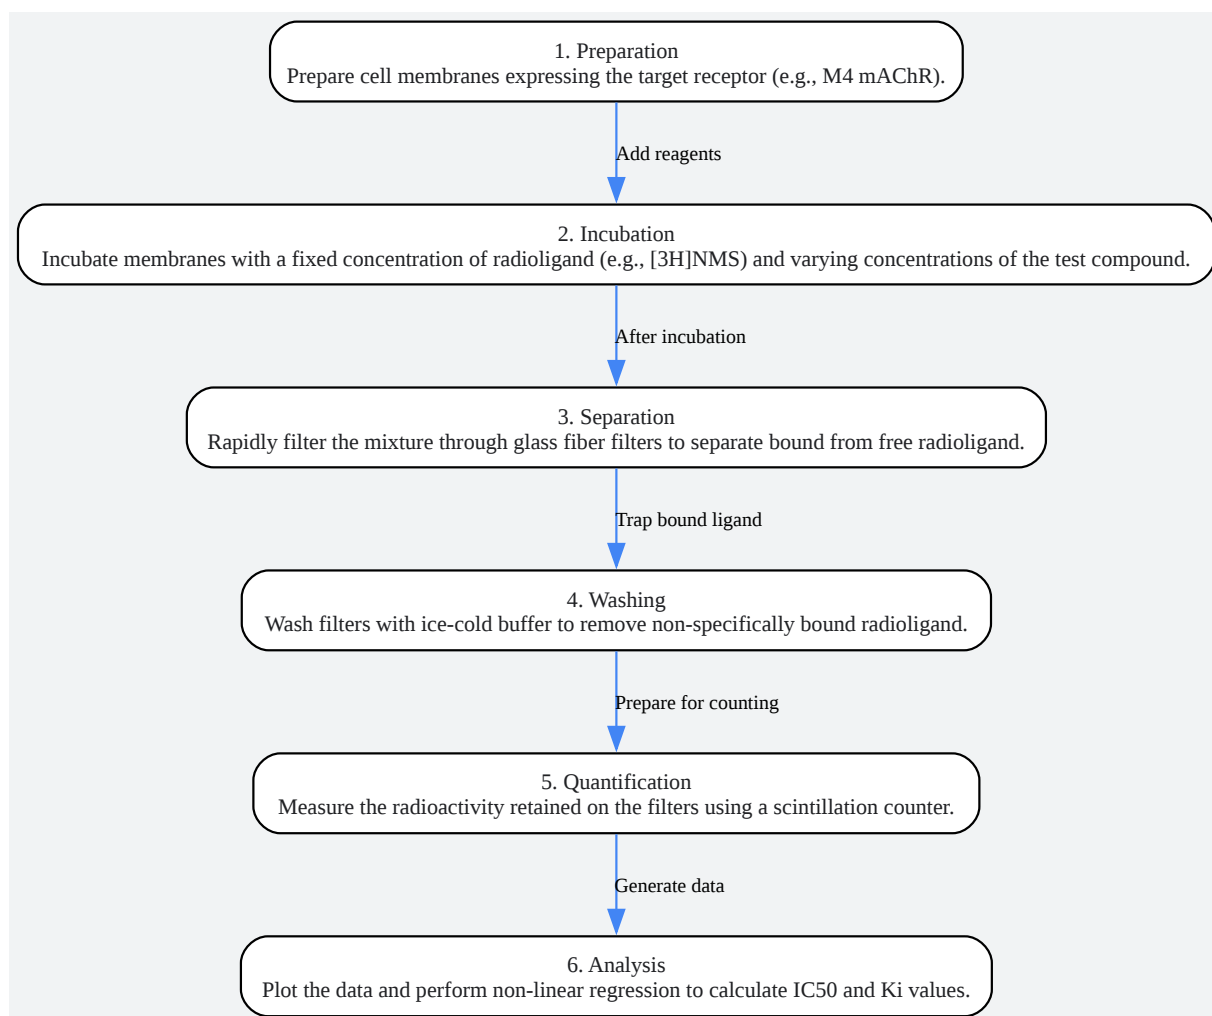 1. Preparation
Prepare cell membranes expressing the target receptor (e.g., M4 mAChR).
Add reagents
2. Incubation
Incubate membranes with a fixed concentration of radioligand (e.g., [3H]NMS) and varying concentrations of the test compound.
After incubation
3. Separation
Rapidly filter the mixture through glass fiber filters to separate bound from free radioligand.
Trap bound ligand
4. Washing
Wash filters with ice-cold buffer to remove non-specifically bound radioligand.
Prepare for counting
5. Quantification
Measure the radioactivity retained on the filters using a scintillation counter.
Generate data
6. Analysis
Plot the data and perform non-linear regression to calculate IC50 and Ki values.